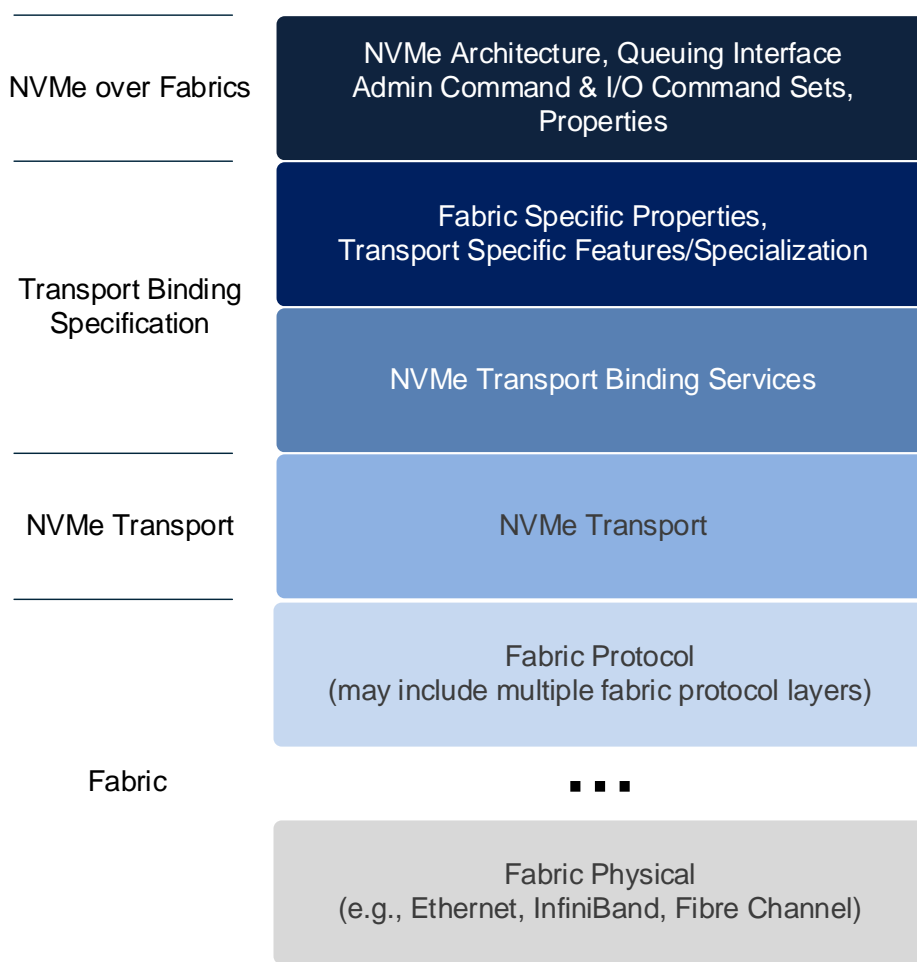 NVMe over Fabrics
NVMe Architecture, Queuing Interface
Admin Command & I/O Command Sets,
Properties
Transport Binding
Specification
Fabric Specific Properties,
Transport Specific Features/Specialization
NVMe Transport Binding Services
NVMe Transport
NVMe Transport
Fabric
Fabric Protocol
(may include multiple fabric protocol layers)
...
Fabric Physical
(e.g., Ethernet, InfiniBand, Fibre Channel)